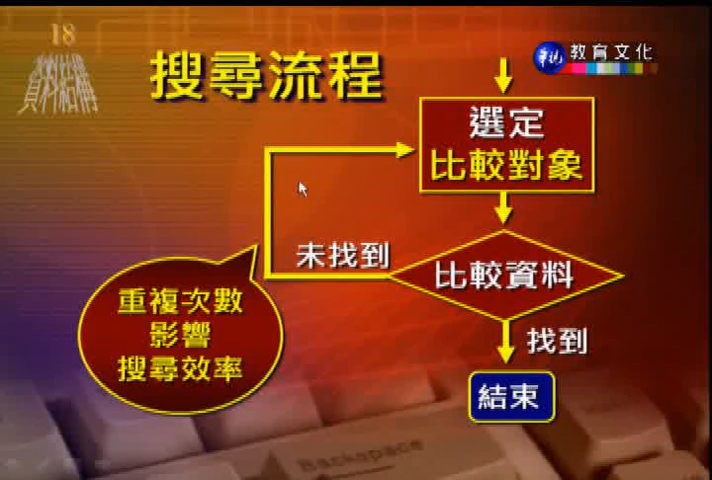 18
資料結構
搜尋流程
華視
教育文化
選定
比較對象
未找到
比較資料
重複次數
影響
搜尋效率
找到
結束
Backspace